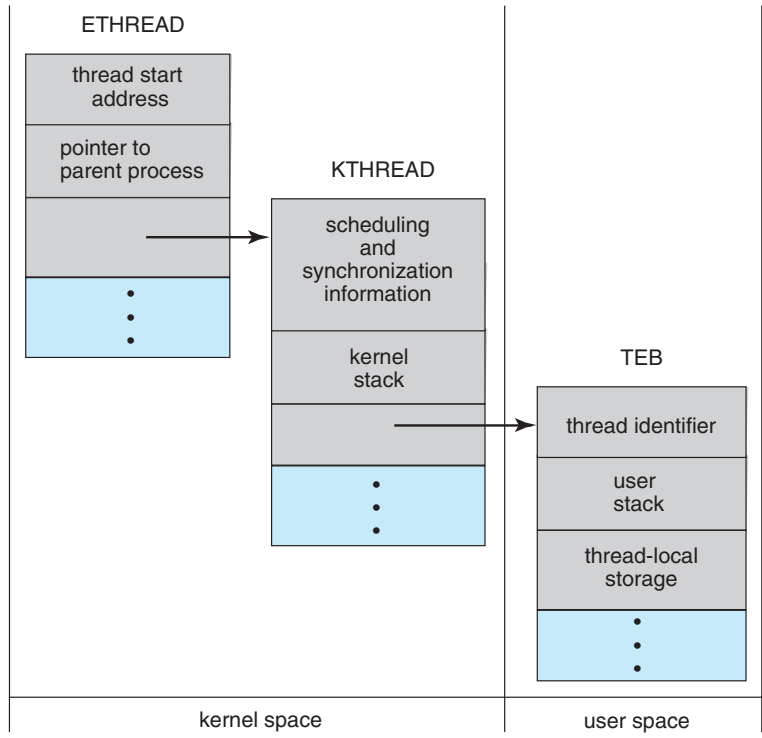 ETHREAD
thread start
address
pointer to
parent process
KTHREAD
scheduling
and
synchronization
information
kernel
stack
TEB
thread identifier
user
stack
thread-local
storage
kernel space
user space